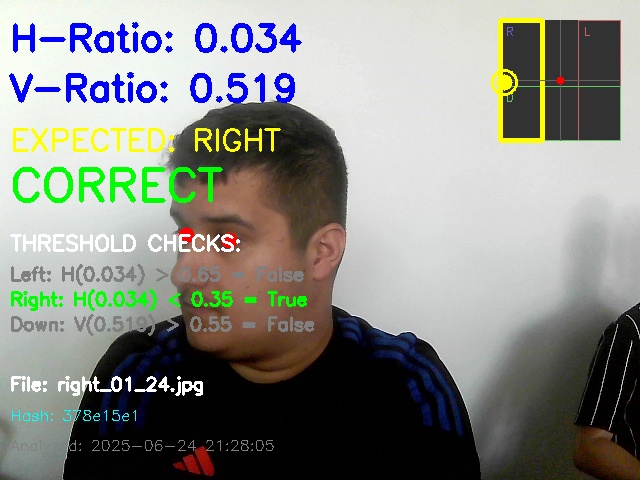 H-Ratio: 0.034
V-Ratio: 0.519
R
L
D
EXPECTED: RIGHT
CORRECT
THRESHOLD CHECKS:
Left: H(0.034) > 0.65 = False
Right: H(0.034) < 0.35 = True
Down: V(0.519) > 0.55 = False
File: right_01_24.jpg
Hash: 378e15e1
Analyzed: 2025-06-24 21:28:05